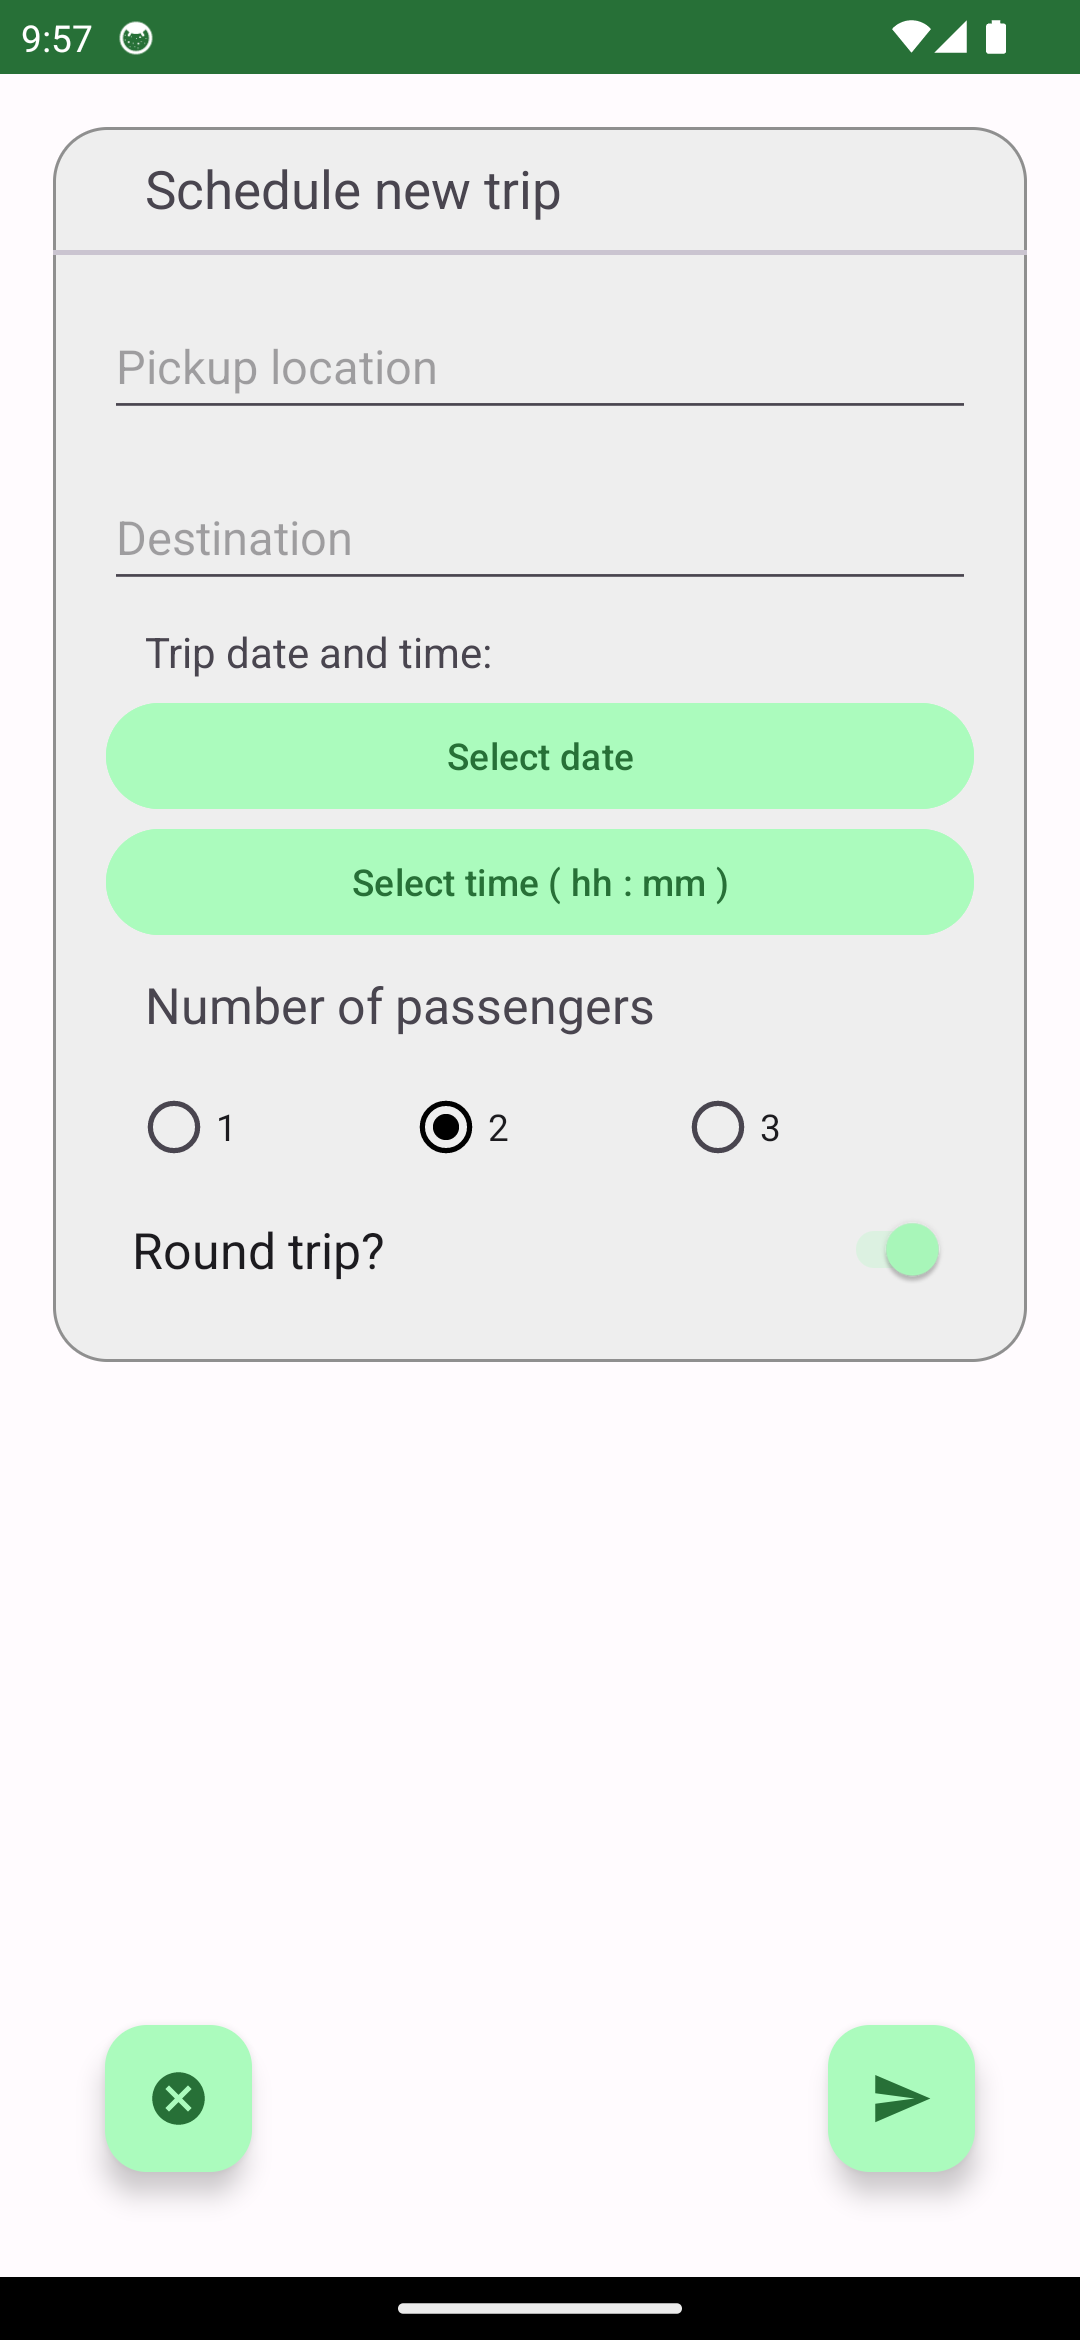 9:57
Schedule new trip
Pickup location
Destination
Trip date and time:
Select date
Select time ( hh : mm )
Number of passengers
1
2
3
Round trip?